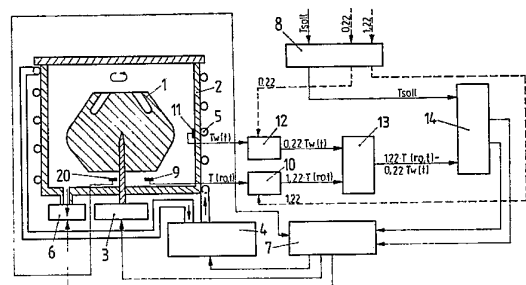 Tsoll
0,22
1,22
8
1
2
0,22
Tsoll
11
5
Tw(t)
12
0,22 Tw(t)
13
14
20
9
T(ro,t)
10
1,22 T(ro,t)
1,22 T(ro,t)-
0,22 Tw(t)
1,22
6
3
4
7